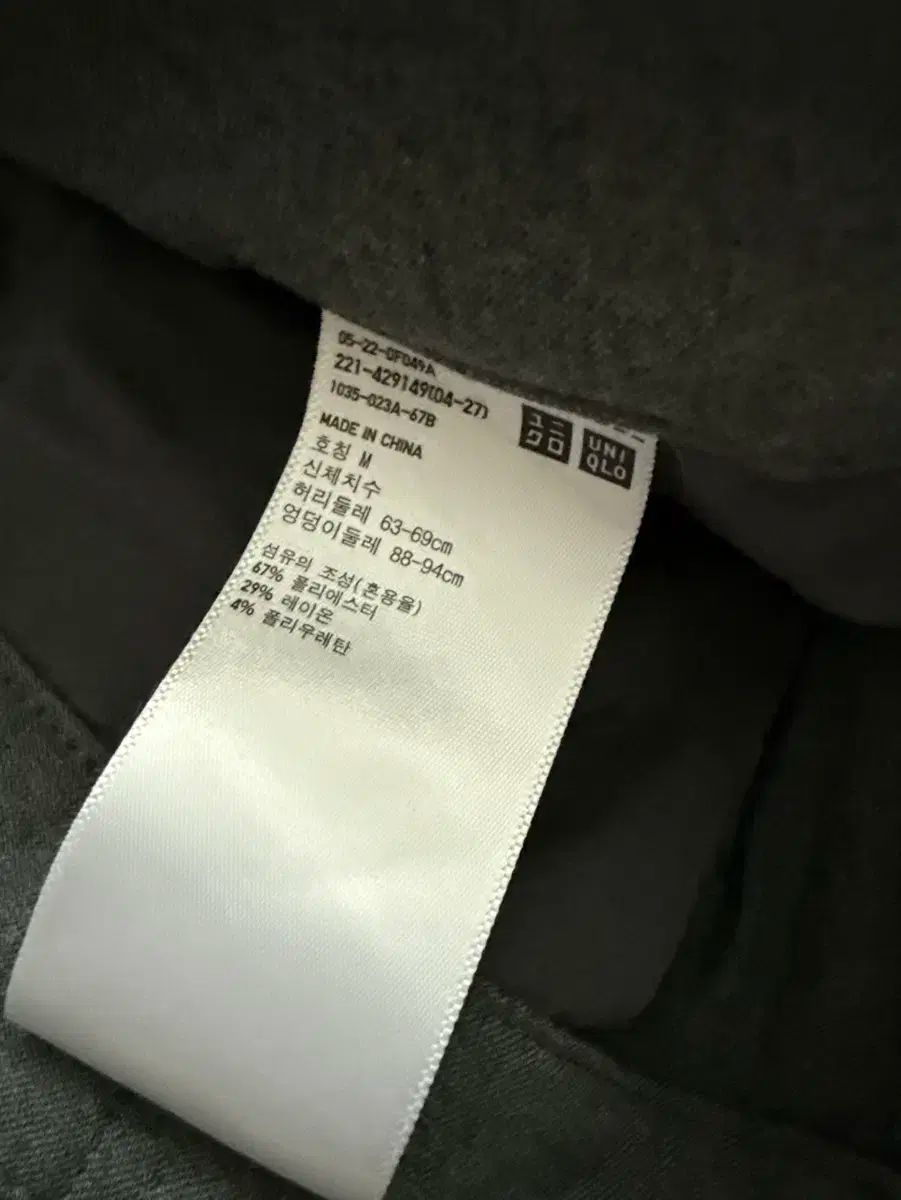 05-22-0F049A
221-429149(04-27)
1035-023A-67B
MADE IN CHINA
호칭 M
신체치수
허리둘레 63-69cm
엉덩이둘레 88-94cm
섬유의 조성(혼용율)
67% 폴리에스터
29% 레이온
4% 폴리우레탄
ユニ
クロ
UNI
QLO